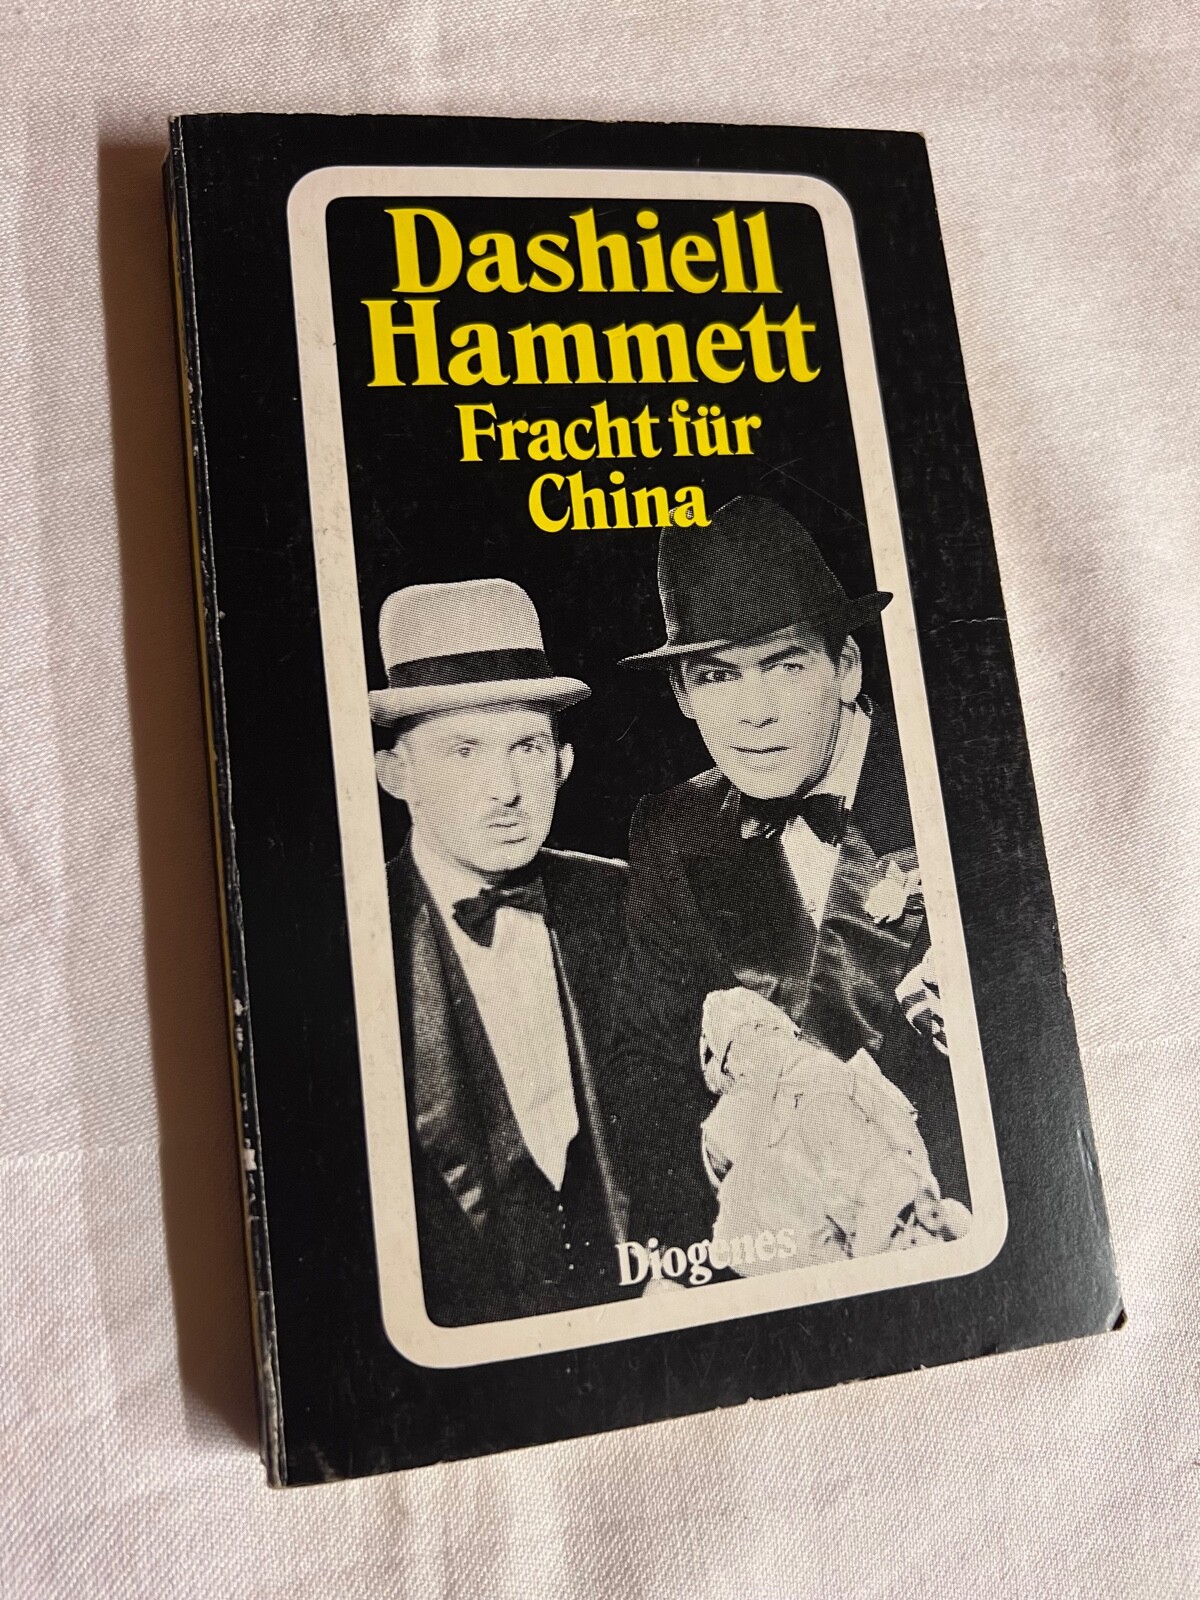 Dashiell
Hammett
Fracht für
China
Diogenes